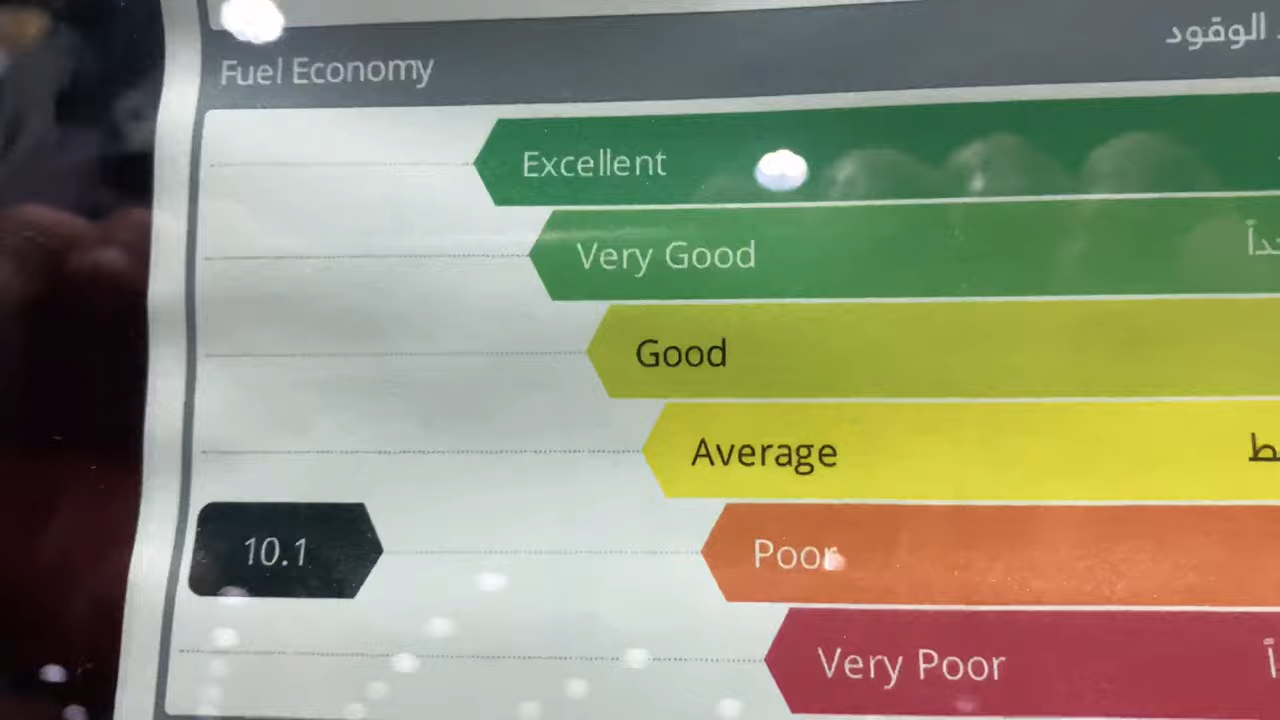 الوقود
Fuel Economy
Excellent
Very Good
Good
Average
10.1
Poor
Very Poor